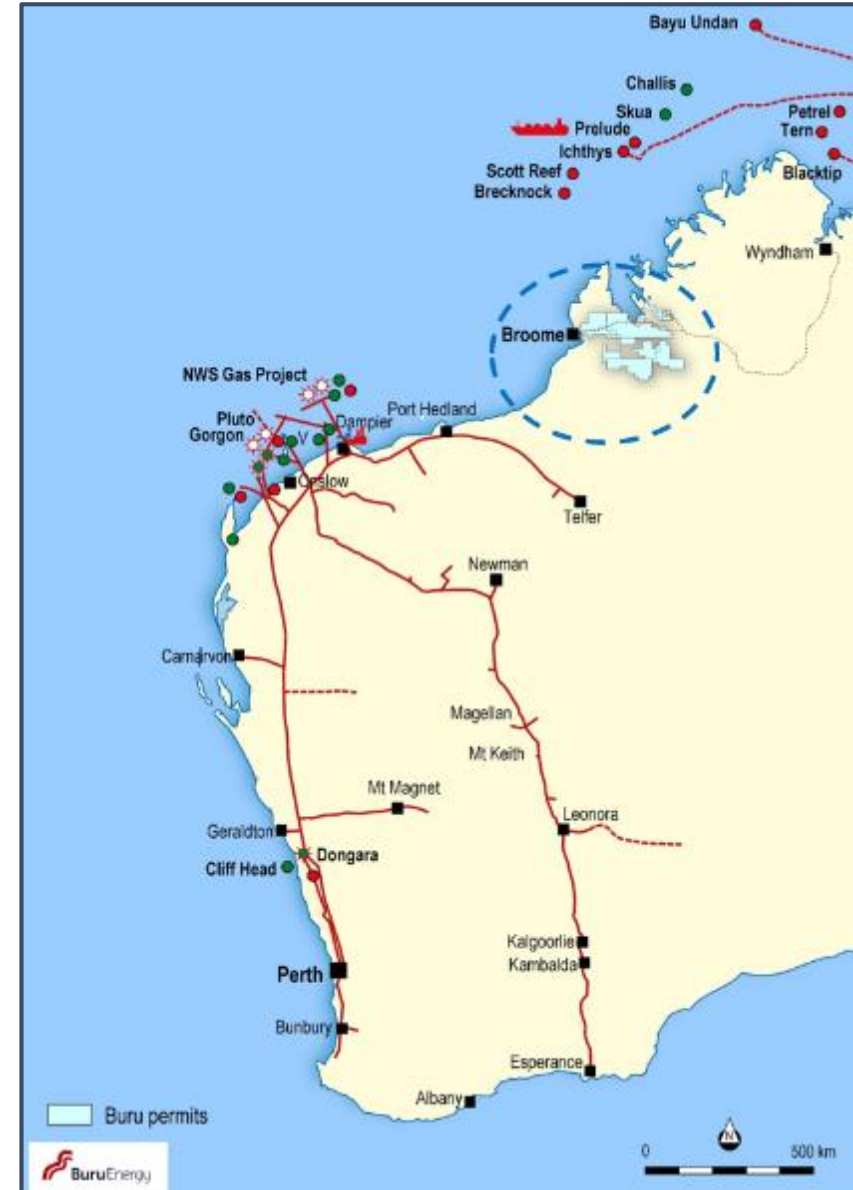 Bayu Undan
Challis
Skua
Petrel
Prelude
Tern
Ichthys
Blacktip
Scott Reef
Brecknock
Wyndham
Broome
NWS Gas Project
Port Hedland
Pluto
Dampier
Gorgon
V
Onslow
Telfer
Newman
Carnarvon
Magellan
Mt Keith
Mt Magnet
Leonora
Geraldton
Dongara
Cliff Head
Kalgoorlie
Kambalda
Perth
Bunbury
Esperance
Albany
Buru permits
N
0 500 km
BuruEnergy